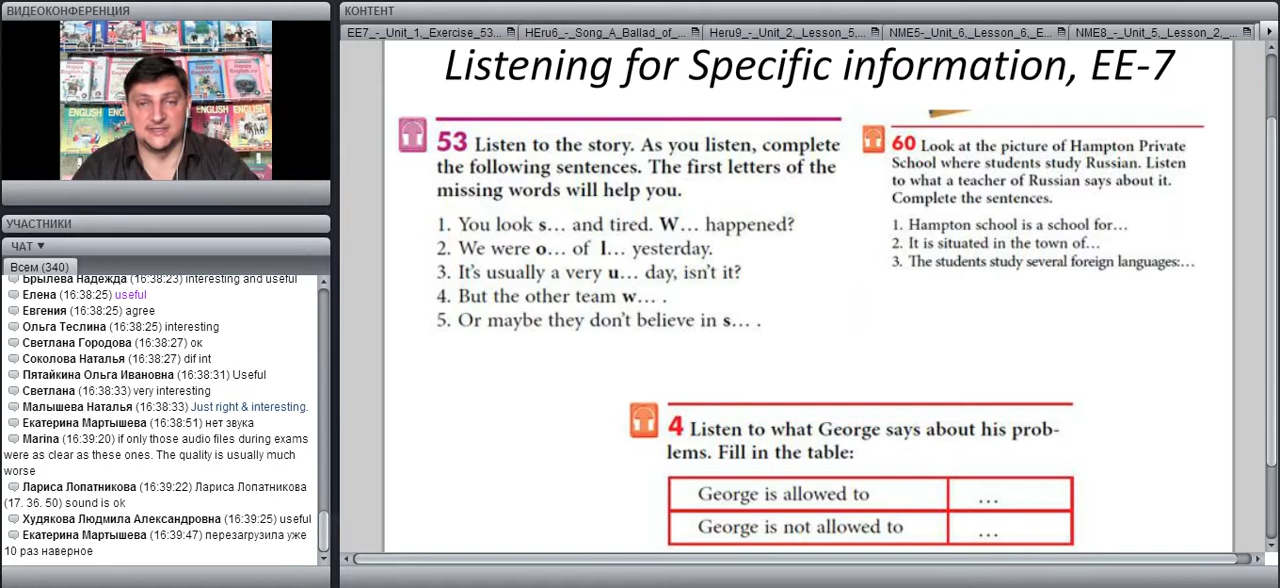 ВИДЕОКОНФЕРЕНЦИЯ
ENGLISH
ENGLISH
УЧАСТНИКИ
ЧАТ ▼
Всем (340)
Брылева Надежда (16:38:23) interesting and useful
Елена (16:38:25) useful
Евгения (16:38:25) agree
Ольга Теслина (16:38:25) interesting
Светлана Городова (16:38:27) ок
Соколова Наталья (16:38:27) dif int
Пятайкина Ольга Ивановна (16:38:31) Useful
Светлана (16:38:33) very interesting
Малышева Наталья (16:38:33) Just right & interesting.
Екатерина Мартышева (16:38:51) нет звука
Marina (16:39:20) if only those audio files during exams
were as clear as these ones. The quality is usually much
worse
Лариса Лопатникова (16:39:22) Лариса Лопатникова
(17. 36. 50) sound is ok
Худякова Людмила Александровна (16:39:25) useful
Екатерина Мартышева (16:39:47) перезагрузила уже
10 раз наверное
КОНТЕНТ
EE7_-_Unit_1,_Exercise_53... HEru6_-_Song_A_Ballad_of_... Heru9_-_Unit_2,_Lesson_5,... NME5-_Unit_6,_Lesson_6,_E... NME8_-_Unit_5,_Lesson_2,_...
Listening for Specific information, EE-7
53 Listen to the story. As you listen, complete
the following sentences. The first letters of the
missing words will help you.
1. You look s... and tired. W... happened?
2. We were o... of l... yesterday.
3. It's usually a very u... day, isn't it?
4. But the other team w... .
5. Or maybe they don't believe in s... .
60 Look at the picture of Hampton Private
School where students study Russian. Listen
to what a teacher of Russian says about it.
Complete the sentences.
1. Hampton school is a school for...
2. It is situated in the town of...
3. The students study several foreign languages:...
4 Listen to what George says about his prob-
lems. Fill in the table:
George is allowed to ...
George is not allowed to ...